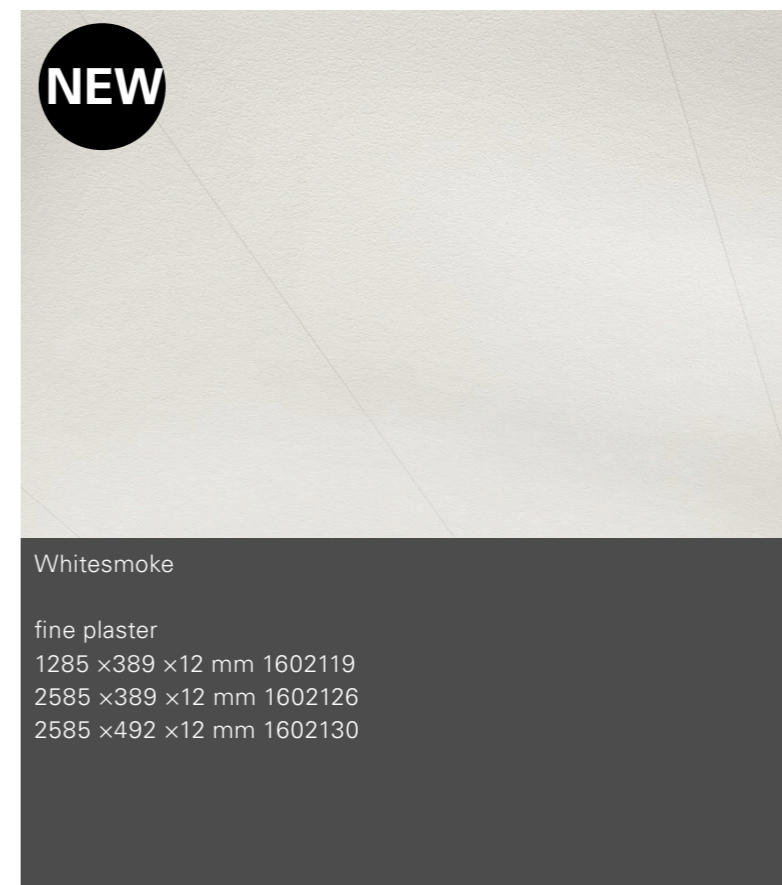 NEW
Whitesmoke
fine plaster
1285 ×389 ×12 mm 1602119
2585 ×389 ×12 mm 1602126
2585 ×492 ×12 mm 1602130